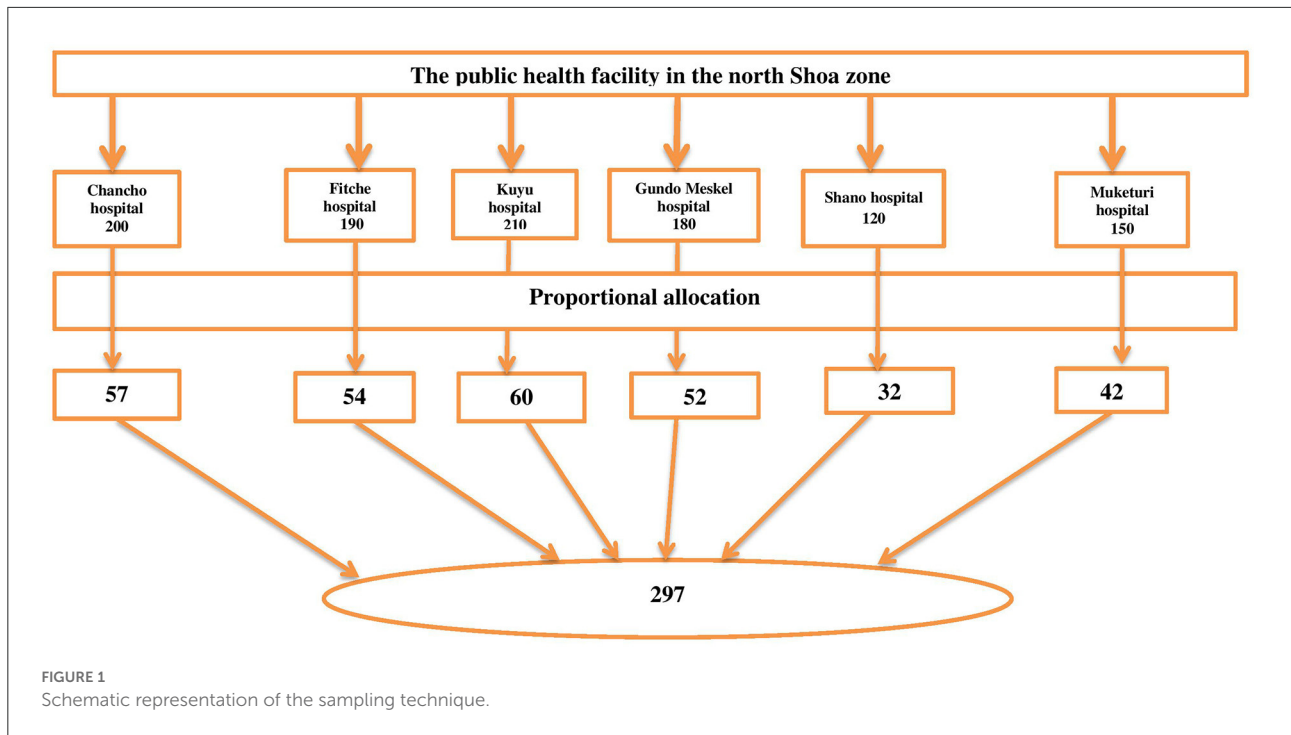 The public health facility in the north Shoa zone
Chancho
hospital
200
Fitche
hospital
190
Kuyu
hospital
210
Gundo Meskel
hospital
180
Shano hospital
120
Muketuri
hospital
150
Proportional allocation
57
54
60
52
32
42
297
FIGURE 1
Schematic representation of the sampling technique.